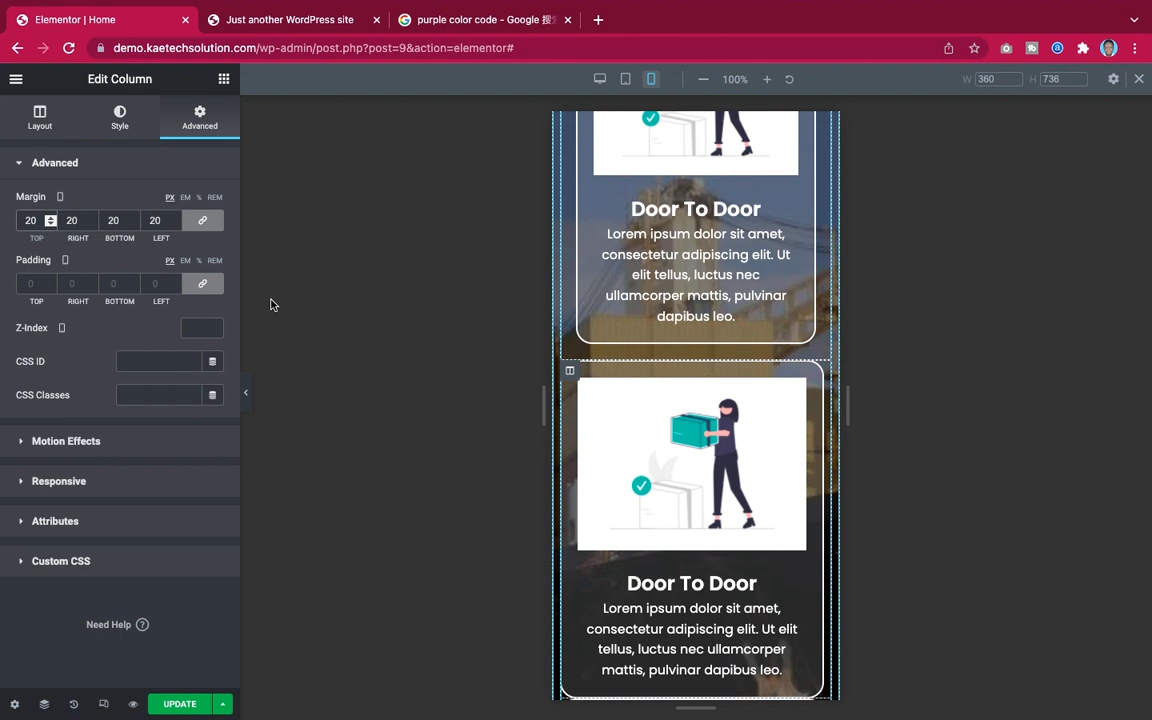 Elementor | Home
Just another WordPress site
purple color code - Google 搜
demo.kaetechsolution.com/wp-admin/post.php?post=9&action=elementor#
Edit Column
100%
W 360
H 736
Layout
Style
Advanced
Advanced
Margin
PX EM % REM
20 20 20 20
TOP RIGHT BOTTOM LEFT
Padding
PX EM % REM
0 0 0 0
TOP RIGHT BOTTOM LEFT
Z-Index
CSS ID
CSS Classes
Motion Effects
Responsive
Attributes
Custom CSS
Need Help ?
UPDATE
Door To Door
Lorem ipsum dolor sit amet,
consectetur adipiscing elit. Ut
elit tellus, luctus nec
ullamcorper mattis, pulvinar
dapibus leo.
Door To Door
Lorem ipsum dolor sit amet,
consectetur adipiscing elit. Ut elit
tellus, luctus nec ullamcorper
mattis, pulvinar dapibus leo.